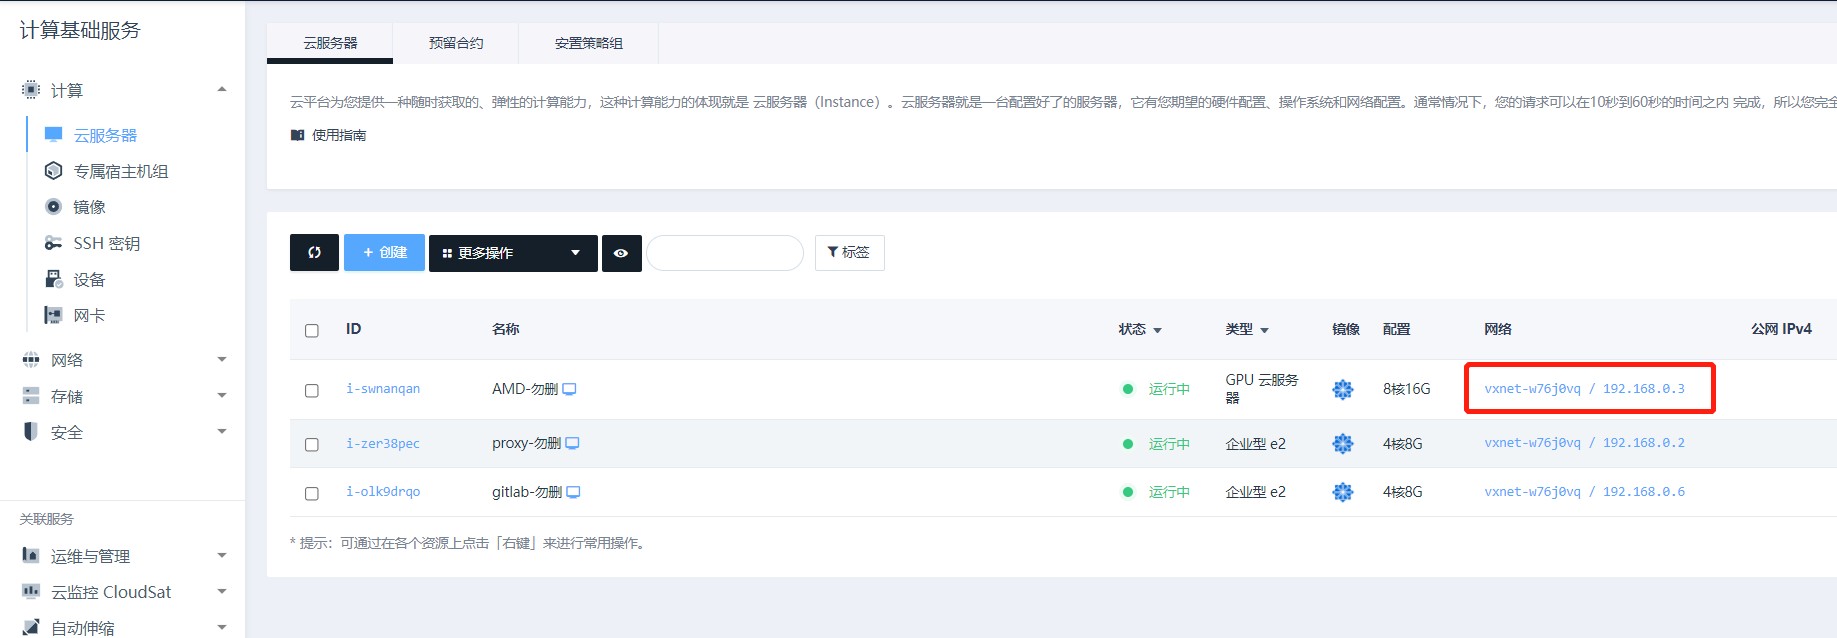 计算基础服务
计算
云服务器
专属宿主机组
镜像
SSH 密钥
设备
网卡
网络
存储
安全
关联服务
运维与管理
云监控 CloudSat
自动伸缩
云服务器 预留合约 安置策略组
云平台为您提供一种随时获取的、弹性的计算能力，这种计算能力的体现就是 云服务器（Instance）。云服务器就是一台配置好了的服务器，它有您期望的硬件配置、操作系统和网络配置。通常情况下，您的请求可以在10秒到60秒的时间之内 完成，所以您完全
使用指南
+ 创建 更多操作 标签
ID 名称 状态 类型 镜像 配置 网络 公网 IPv4
i-swnanqan AMD-勿删 运行中 GPU 云服务器 8核16G vxnet-w76j0vq / 192.168.0.3
i-zer38pec proxy-勿删 运行中 企业型 e2 4核8G vxnet-w76j0vq / 192.168.0.2
i-olk9drqo gitlab-勿删 运行中 企业型 e2 4核8G vxnet-w76j0vq / 192.168.0.6
* 提示：可通过在各个资源上点击「右键」来进行常用操作。